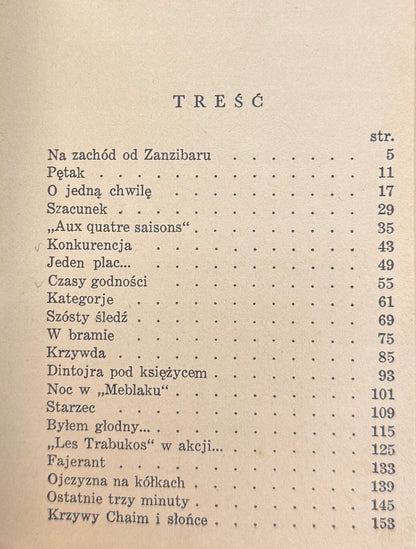 TREŚĆ
str.
Na zachód od Zanzibaru . . . . . . . 5
Pętak . . . . . . . . . . . . 11
O jedną chwilę . . . . . . . . . 17
Szacunek . . . . . . . . . . . 29
„Aux quatre saisons“ . . . . . . . . 35
Konkurencja . . . . . . . . . . 43
Jeden plac... . . . . . . . . . . 49
Czasy godności . . . . . . . . . 55
Kategorje . . . . . . . . . . . 61
Szósty śledź . . . . . . . . . . 69
W bramie . . . . . . . . . . . 75
Krzywda . . . . . . . . . . . 85
Dintojra pod księżycem . . . . . . . 93
Noc w „Meblaku“ . . . . . . . . . 101
Starzec . . . . . . . . . . . 109
Byłem głodny... . . . . . . . . . 115
„Les Trabukos“ w akcji... . . . . . . 125
Fajerant . . . . . . . . . . . 133
Ojczyzna na kółkach . . . . . . . . 139
Ostatnie trzy minuty . . . . . . . . 145
Krzywy Chaim i słońce . . . . . . . 153